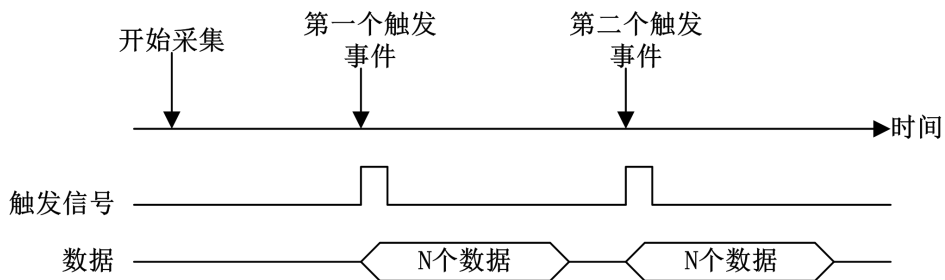 开始采集
第一个触发
事件
第二个触发
事件
时间
触发信号
数据
N个数据
N个数据